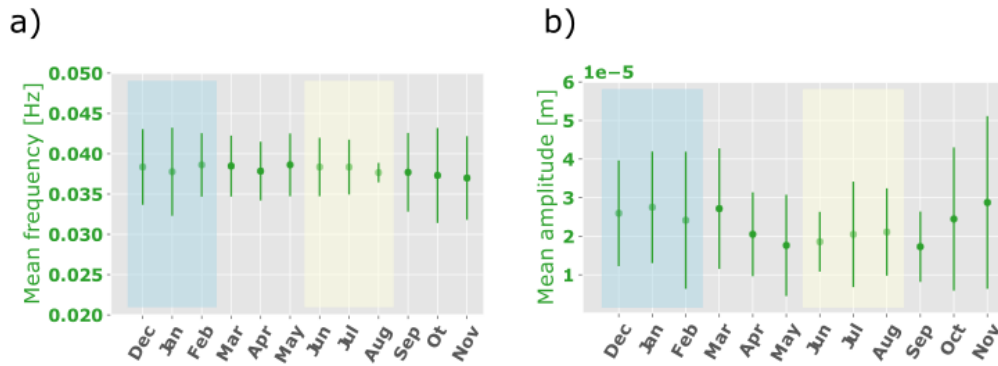 a)
Mean frequency [Hz]
0.050
0.045
0.040
0.035
0.030
0.025
0.020
Dec Jan Feb Mar Apr May Jun Jul Aug Sep Ot Nov
b)
1e-5
Mean amplitude [m]
6
5
4
3
2
1
Dec Jan Feb Mar Apr May Jun Jul Aug Sep Oct Nov